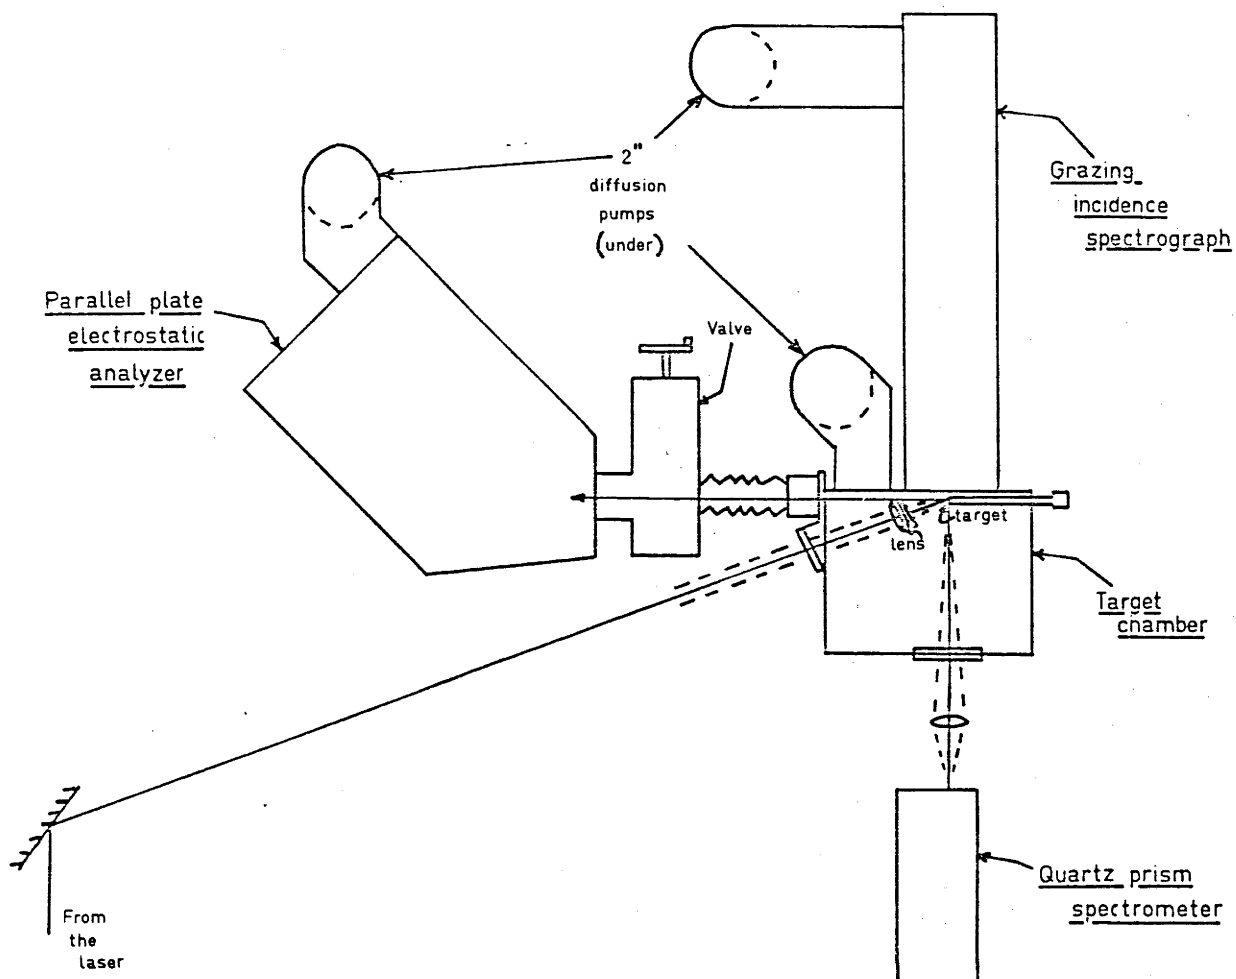 2"
diffusion
pumps
(under)
Grazing
incidence
spectrograph
Parallel plate
electrostatic
analyzer
Valve
target
lens
Target
chamber
Quartz prism
spectrometer
From
the
laser